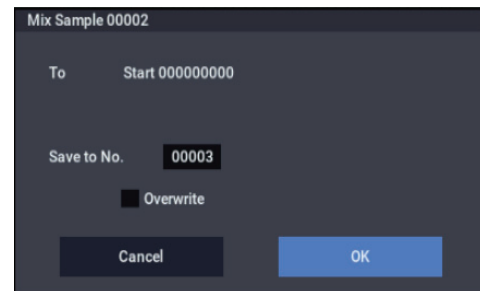 Mix Sample 00002
To Start 000000000
Save to No. 00003
Overwrite
Cancel OK